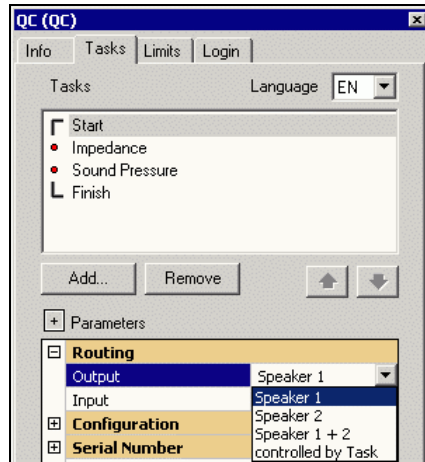 QC (QC)
Info Tasks Limits Login
Tasks Language EN
Start
Impedance
Sound Pressure
Finish
Add... Remove
Parameters
Routing
Output Speaker 1
Input Speaker 1
Speaker 2
Configuration Speaker 1 + 2
Serial Number controlled by Task